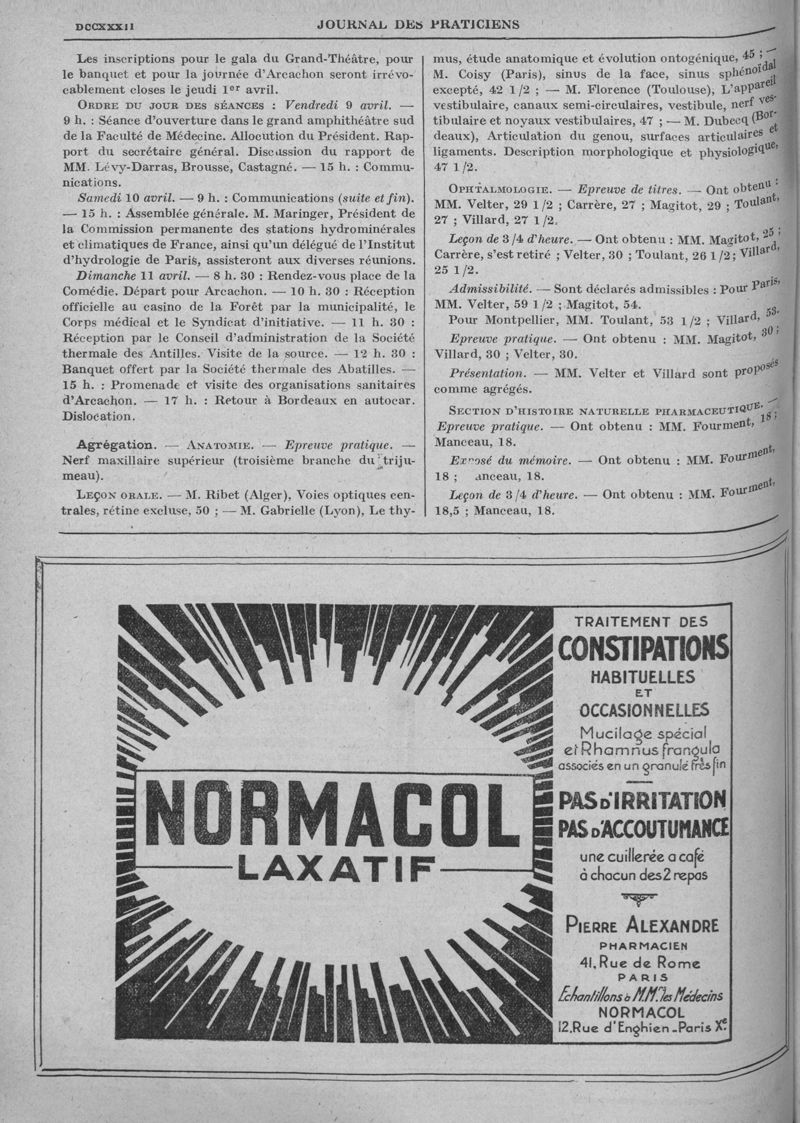 DCCXXXII
JOURNAL DES PRATICIENS
Les inscriptions pour le gala du Grand-Théâtre, pour
le banquet et pour la journée d'Arcachon seront irrévo-
cablement closes le jeudi 1er avril.
ORDRE DU JOUR DES SÉANCES : Vendredi 9 avril. —
9 h. : Séance d'ouverture dans le grand amphithéâtre sud
de la Faculté de Médecine. Allocution du Président. Rap-
port du secrétaire général. Discussion du rapport de
MM. Lévy-Darras, Brousse, Castagné. — 15 h. : Commu-
nications.
Samedi 10 avril. — 9 h. : Communications (suite et fin).
— 15 h. : Assemblée générale. M. Maringer, Président de
la Commission permanente des stations hydrominérales
et climatiques de France, ainsi qu'un délégué de l'Institut
d'hydrologie de Paris, assisteront aux diverses réunions.
Dimanche 11 avril. — 8 h. 30 : Rendez-vous place de la
Comédie. Départ pour Arcachon. — 10 h. 30 : Réception
officielle au casino de la Forêt par la municipalité, le
Corps médical et le Syndicat d'initiative. — 11 h. 30 :
Réception par le Conseil d'administration de la Société
thermale des Antilles. Visite de la source. — 12 h. 30 :
Banquet offert par la Société thermale des Abatilles. —
15 h. : Promenade et visite des organisations sanitaires
d'Arcachon. — 17 h. : Retour à Bordeaux en autocar.
Dislocation.
Agrégation. — ANATOMIE. — Epreuve pratique. —
Nerf maxillaire supérieur (troisième branche du triju-
meau).
LEÇON ORALE. — M. Ribet (Alger), Voies optiques cen-
trales, rétine excluse, 50 ; — M. Gabrielle (Lyon), Le thy-
mus, étude anatomique et évolution ontogénique, 45 ; —
M. Coisy (Paris), sinus de la face, sinus sphénoïdal
excepté, 42 1/2 ; — M. Florence (Toulouse), L'appareil
vestibulaire, canaux semi-circulaires, vestibule, nerf ves-
tibulaire et noyaux vestibulaires, 47 ; — M. Dubecq (Bor-
deaux), Articulation du genou, surfaces articulaires et
ligaments. Description morphologique et physiologique,
47 1/2.
OPHTALMOLOGIE. — Epreuve de titres. — Ont obtenu :
MM. Velter, 29 1/2 ; Carrère, 27 ; Magitot, 29 ; Toulant,
27 ; Villard, 27 1/2.
Leçon de 3/4 d'heure. — Ont obtenu : MM. Magitot, 25 ;
Carrère, s'est retiré ; Velter, 30 ; Toulant, 26 1/2 ; Villard,
25 1/2.
Admissibilité. — Sont déclarés admissibles : Pour Paris,
MM. Velter, 59 1/2 ; Magitot, 54.
Pour Montpellier, MM. Toulant, 53 1/2 ; Villard, 53.
Epreuve pratique. — Ont obtenu : MM. Magitot, 30 ;
Villard, 30 ; Velter, 30.
Présentation. — MM. Velter et Villard sont proposés
comme agrégés.
SECTION D'HISTOIRE NATURELLE PHARMACEUTIQUE. —
Epreuve pratique. — Ont obtenu : MM. Fourment, 18 ;
Manceau, 18.
Exposé du mémoire. — Ont obtenu : MM. Fourment,
18 ; anceau, 18.
Leçon de 3/4 d'heure. — Ont obtenu : MM. Fourment,
18,5 ; Manceau, 18.
NORMACOL
LAXATIF
TRAITEMENT DES
CONSTIPATIONS
HABITUELLES
ET
OCCASIONNELLES
Mucilage spécial
et Rhamnus frangula
associés en un granulé très fin
PAS D'IRRITATION
PAS D'ACCOUTUMANCE
une cuillerée a café
à chacun des 2 repas
PIERRE ALEXANDRE
PHARMACIEN
41, Rue de Rome
PARIS
Echantillons à M.M. les Médecins
NORMACOL
12, Rue d'Enghien - Paris Xe.